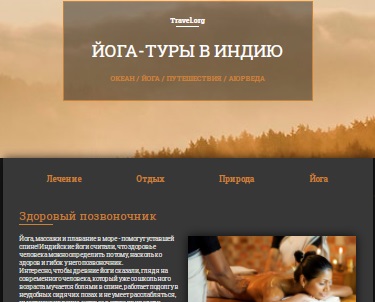 Travel.org
ЙОГА-ТУРЫ В ИНДИЮ
ОКЕАН / ЙОГА / ПУТЕШЕСТВИЯ / АЮРВЕДА
Лечение Отдых Природа Йога
Здоровый позвоночник
Йога, массажи и плавание в море - помогут уставшей
спине! Индийские йоги считали, что здоровье
человека можно определить по тому, насколько
здоров и гибок у него позвоночник.
Интересно, что бы древние йоги сказали, глядя на
современного человека, который уже со школьного
возраста мучается болями в спине, работает подолгу в
неудобных сидячих позах и не умеет расслабляться,